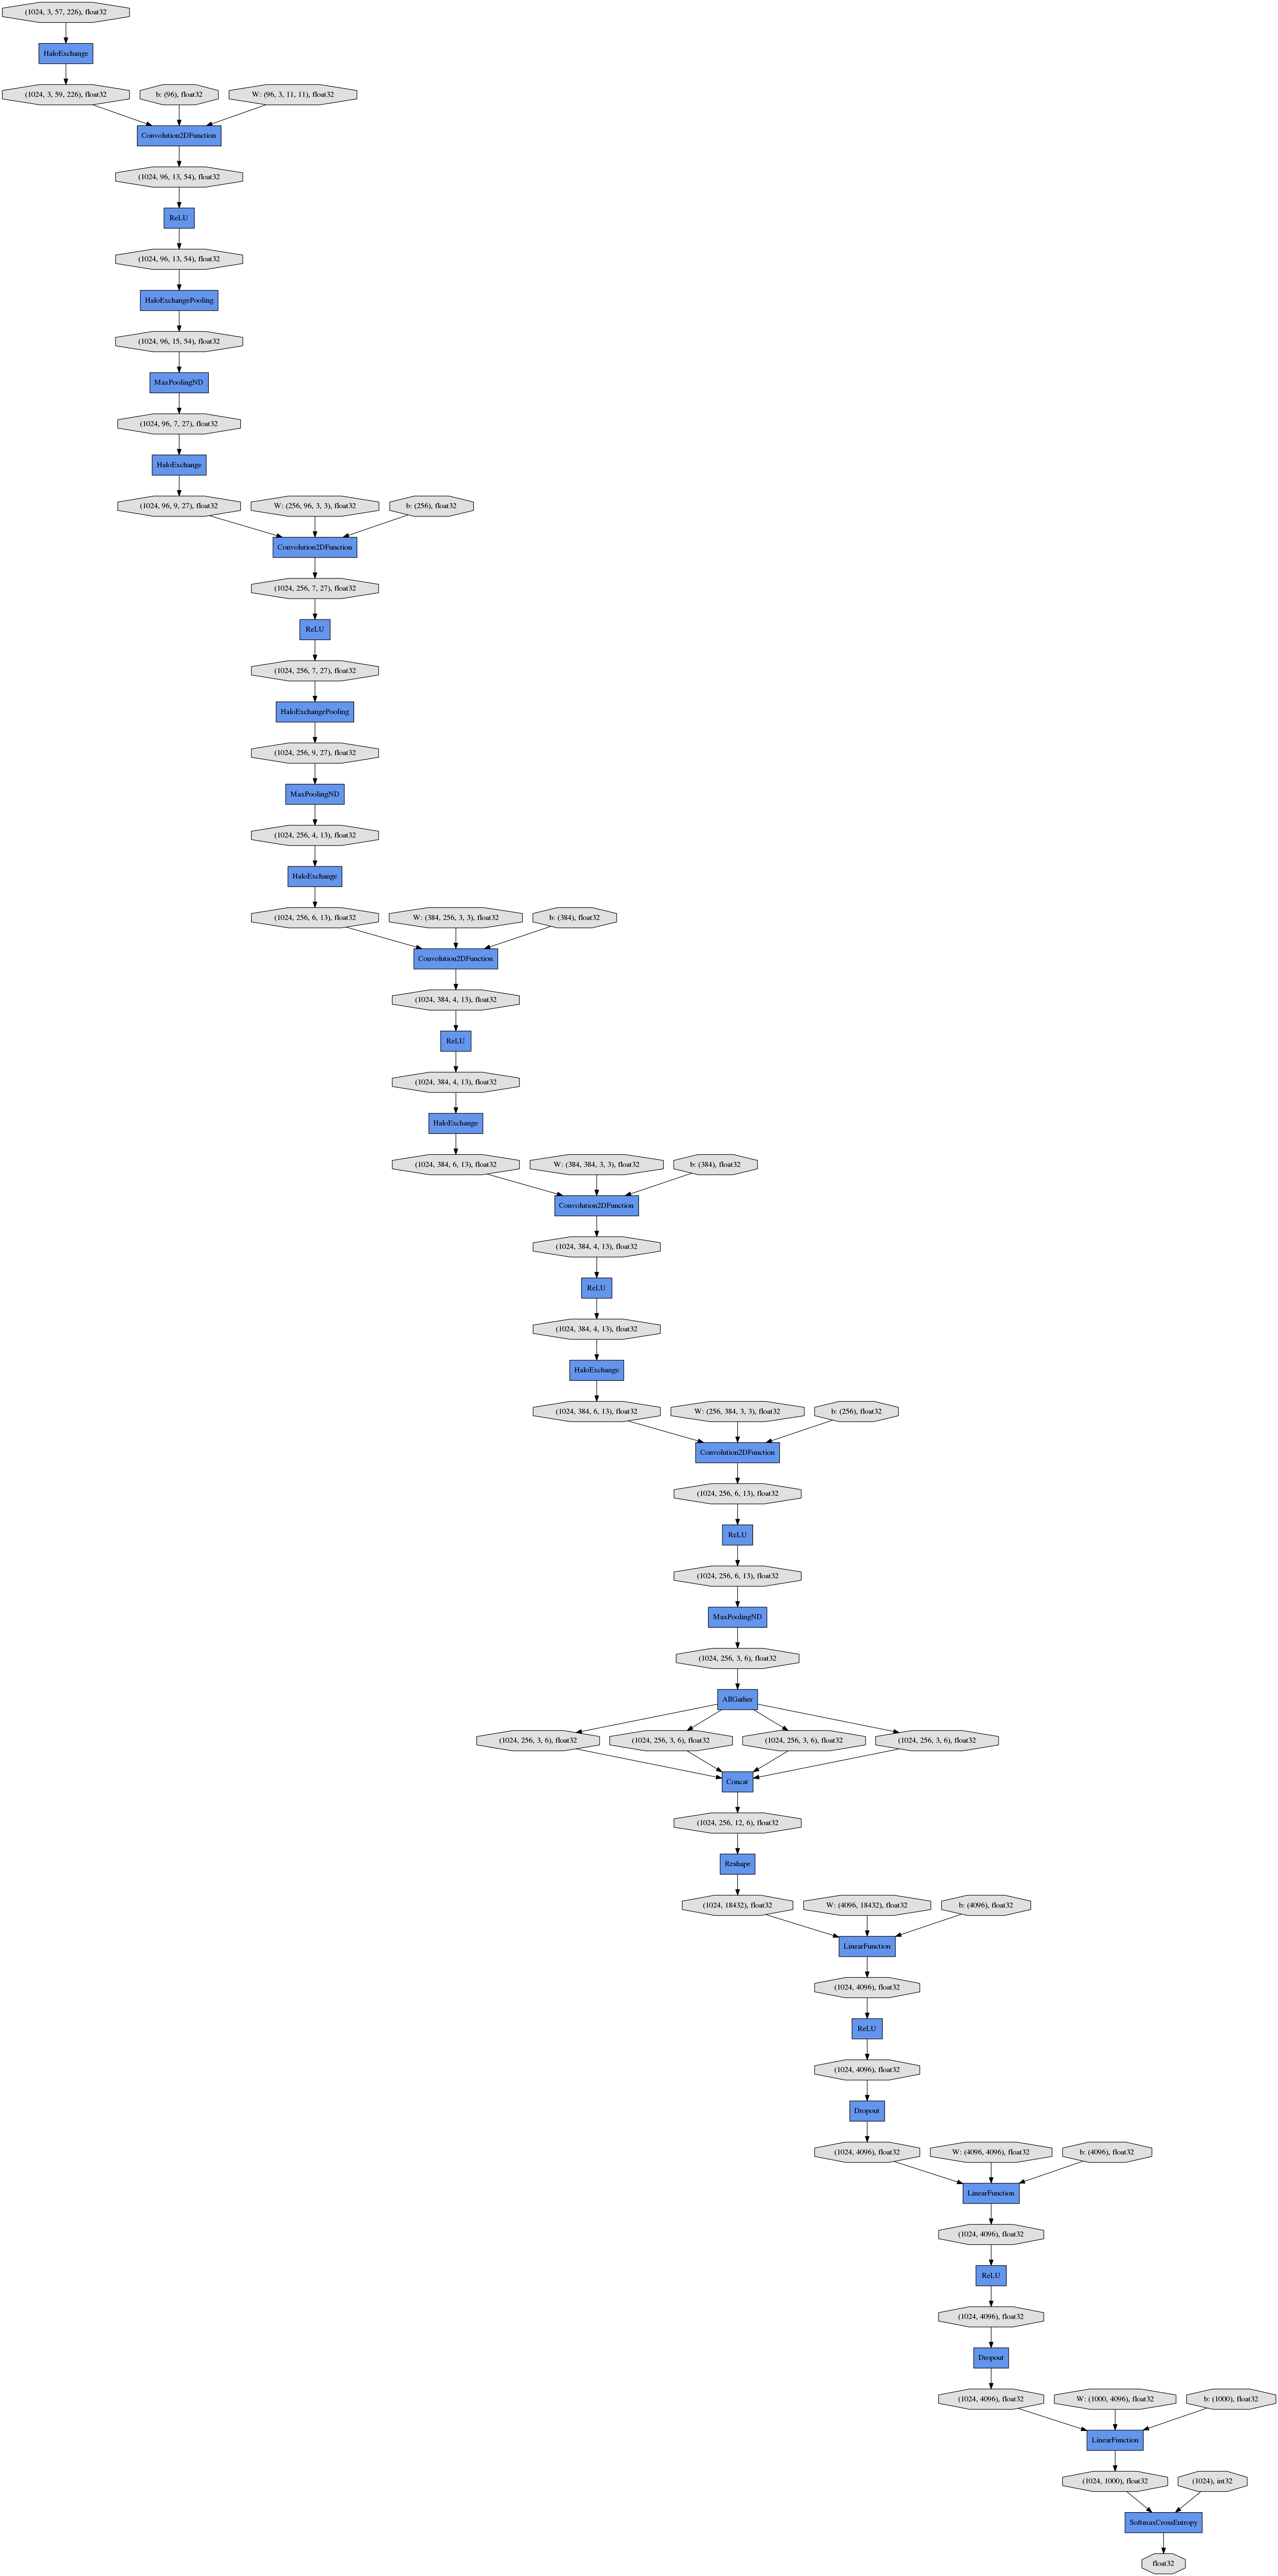 (1024, 3, 57, 226), float32
HaloExchange
(1024, 3, 59, 226), float32
b: (96), float32
W: (96, 3, 11, 11), float32
Convolution2DFunction
(1024, 96, 13, 54), float32
ReLU
(1024, 96, 13, 54), float32
HaloExchangePooling
(1024, 96, 15, 54), float32
MaxPoolingND
(1024, 96, 7, 27), float32
HaloExchange
(1024, 96, 9, 27), float32
W: (256, 96, 3, 3), float32
b: (256), float32
Convolution2DFunction
(1024, 256, 7, 27), float32
ReLU
(1024, 256, 7, 27), float32
HaloExchangePooling
(1024, 256, 9, 27), float32
MaxPoolingND
(1024, 256, 4, 13), float32
HaloExchange
(1024, 256, 6, 13), float32
W: (384, 256, 3, 3), float32
b: (384), float32
Convolution2DFunction
(1024, 384, 4, 13), float32
ReLU
(1024, 384, 4, 13), float32
HaloExchange
(1024, 384, 6, 13), float32
W: (384, 384, 3, 3), float32
b: (384), float32
Convolution2DFunction
(1024, 384, 4, 13), float32
ReLU
(1024, 384, 4, 13), float32
HaloExchange
(1024, 384, 6, 13), float32
W: (256, 384, 3, 3), float32
b: (256), float32
Convolution2DFunction
(1024, 256, 6, 13), float32
ReLU
(1024, 256, 6, 13), float32
MaxPoolingND
(1024, 256, 3, 6), float32
AllGather
(1024, 256, 3, 6), float32
(1024, 256, 3, 6), float32
(1024, 256, 3, 6), float32
(1024, 256, 3, 6), float32
Concat
(1024, 256, 12, 6), float32
Reshape
(1024, 18432), float32
W: (4096, 18432), float32
b: (4096), float32
LinearFunction
(1024, 4096), float32
ReLU
(1024, 4096), float32
Dropout
(1024, 4096), float32
W: (4096, 4096), float32
b: (4096), float32
LinearFunction
(1024, 4096), float32
ReLU
(1024, 4096), float32
Dropout
(1024, 4096), float32
W: (1000, 4096), float32
b: (1000), float32
LinearFunction
(1024, 1000), float32
(1024), int32
SoftmaxCrossEntropy
float32